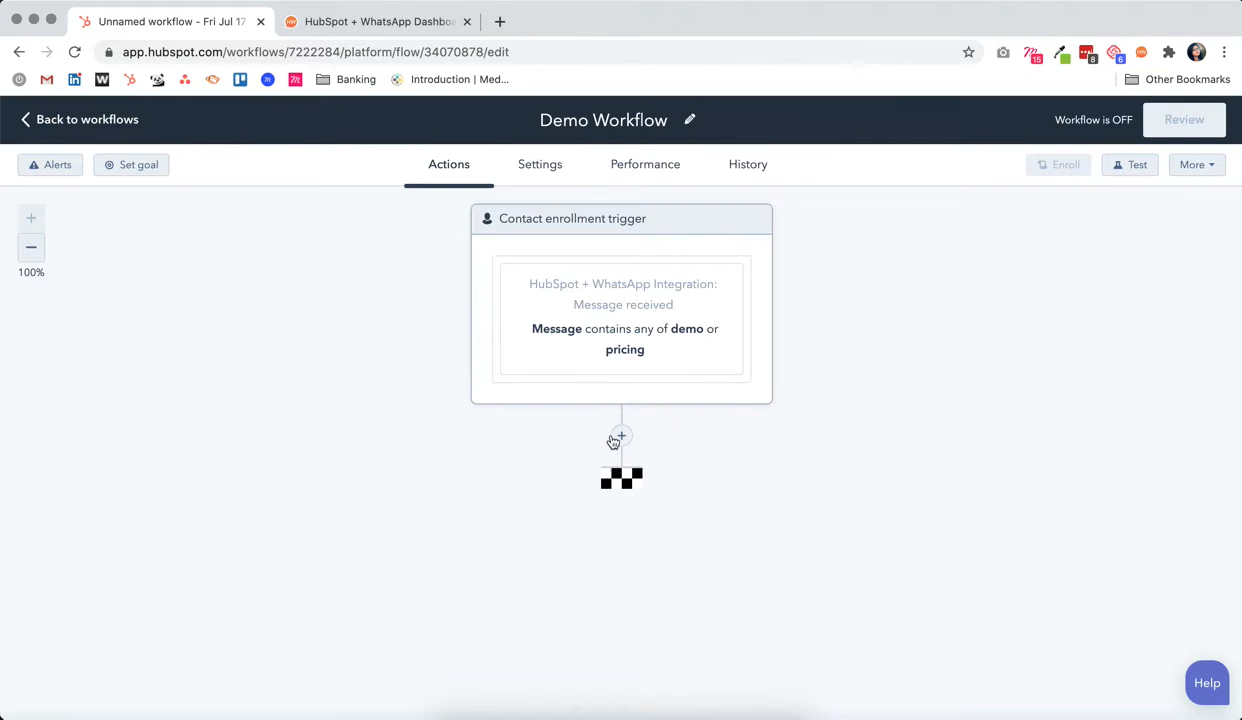 Unnamed workflow - Fri Jul 17
HubSpot + WhatsApp Dashbo
app.hubspot.com/workflows/7222284/platform/flow/34070878/edit
15
8
6
Banking
Introduction | Med...
Other Bookmarks
Back to workflows
Demo Workflow
Workflow is OFF
Review
Alerts
Set goal
Actions
Settings
Performance
History
Enroll
Test
More
100%
Contact enrollment trigger
HubSpot + WhatsApp Integration:
Message received
Message contains any of demo or
pricing
Help